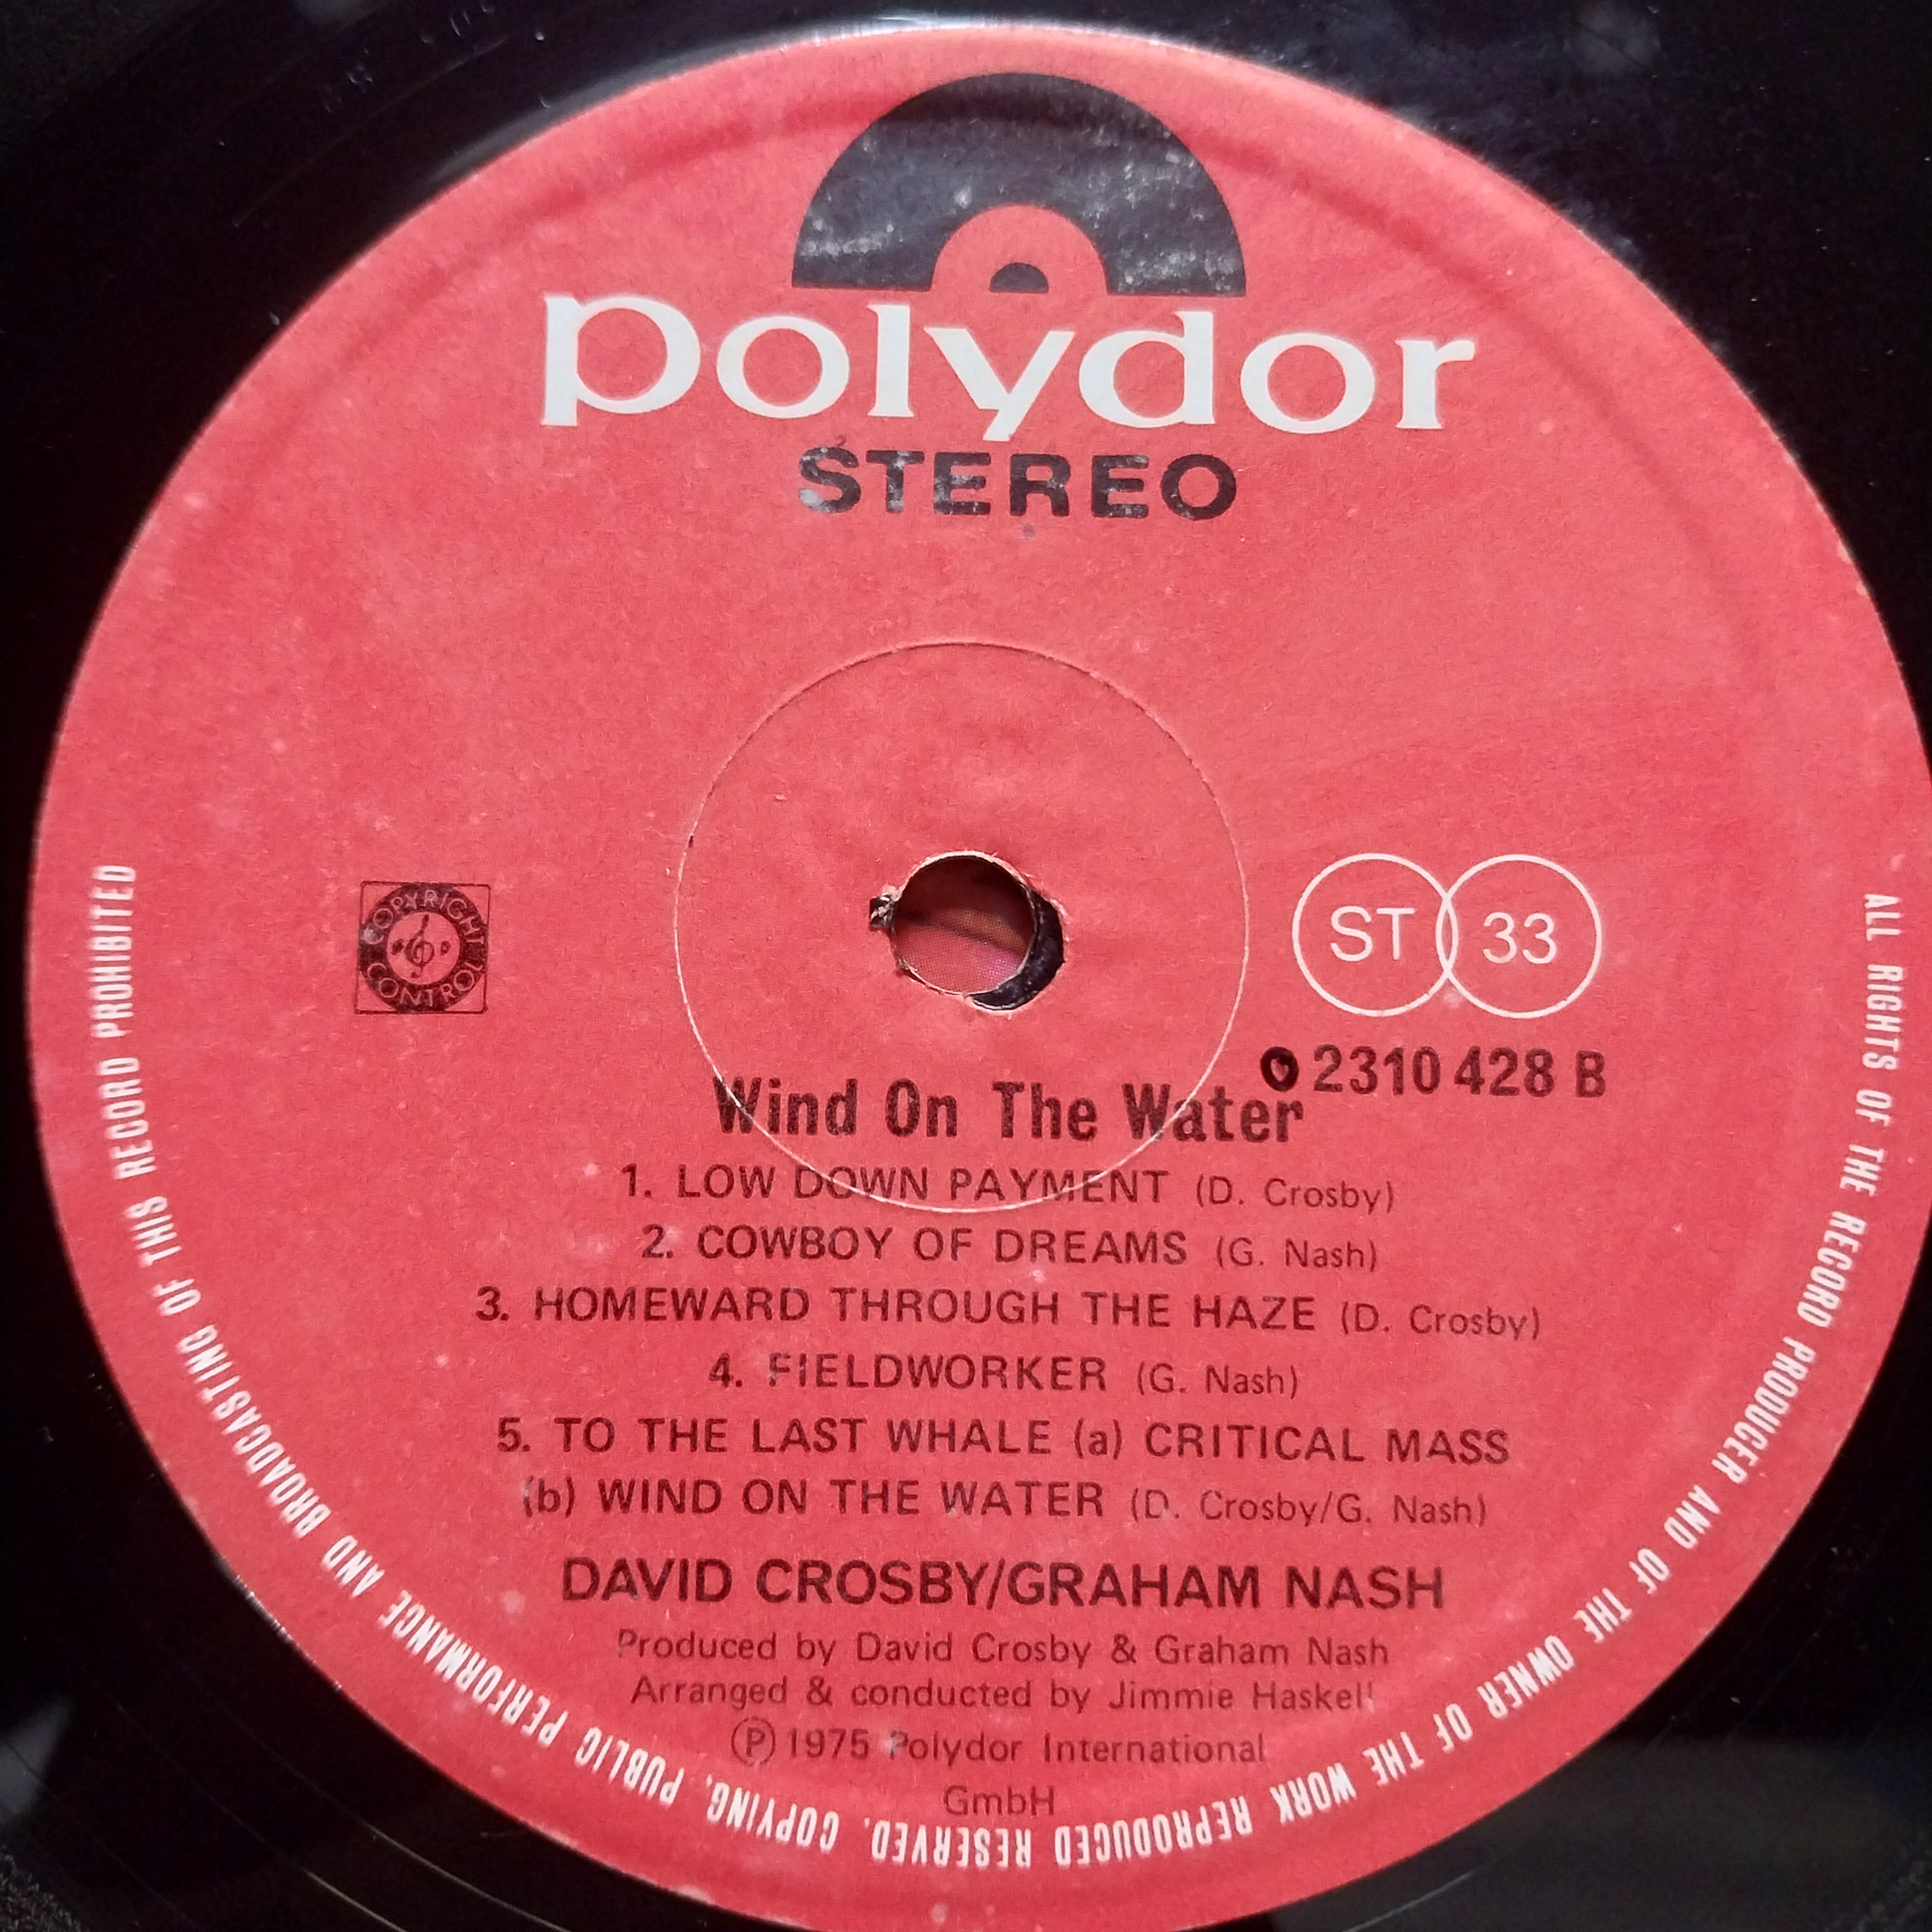 polydor
STEREO
COPYRIGHT
CONTROL
ST 33
2310 428 B
Wind On The Water
1. LOW DOWN PAYMENT (D. Crosby)
2. COWBOY OF DREAMS (G. Nash)
3. HOMEWARD THROUGH THE HAZE (D. Crosby)
4. FIELDWORKER (G. Nash)
5. TO THE LAST WHALE (a) CRITICAL MASS
(b) WIND ON THE WATER (D. Crosby/G. Nash)
DAVID CROSBY/GRAHAM NASH
Produced by David Crosby & Graham Nash
Arranged & conducted by Jimmie Haskell
Ⓟ 1975 Polydor International
GmbH
ALL RIGHTS OF THE RECORD PRODUCER AND OF THE OWNER OF THE WORK REPRODUCED RESERVED. COPYING, PUBLIC PERFORMANCE AND BROADCASTING OF THIS RECORD PROHIBITED